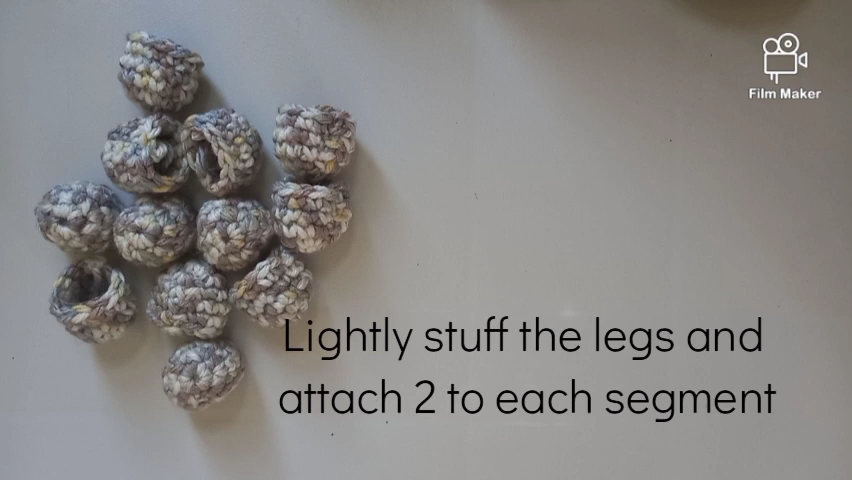 Film Maker
Lightly stuff the legs and
attach 2 to each segment